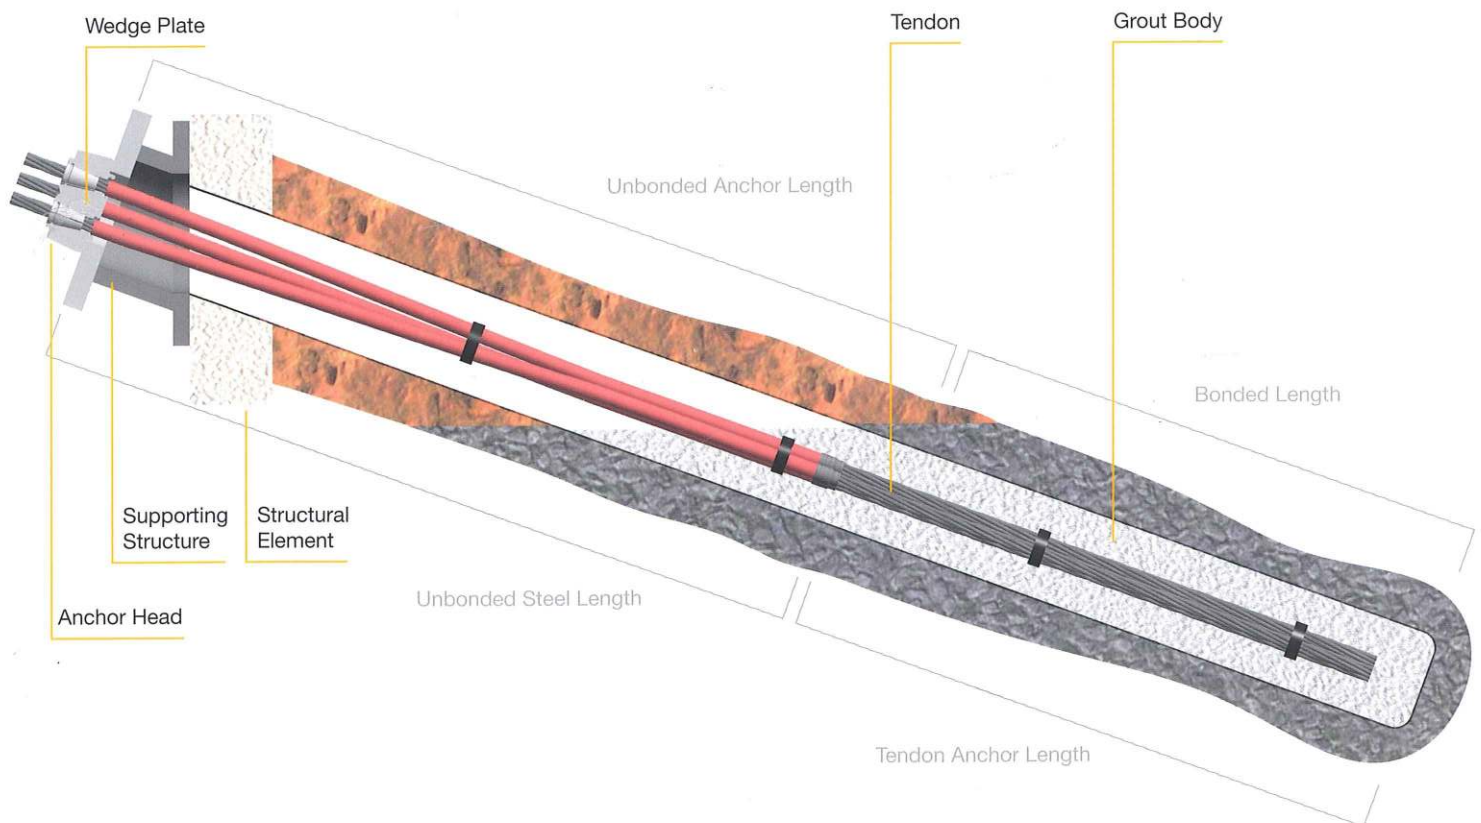 Wedge Plate
Tendon
Grout Body
Unbonded Anchor Length
Bonded Length
Supporting
Structure
Structural
Element
Unbonded Steel Length
Anchor Head
Tendon Anchor Length